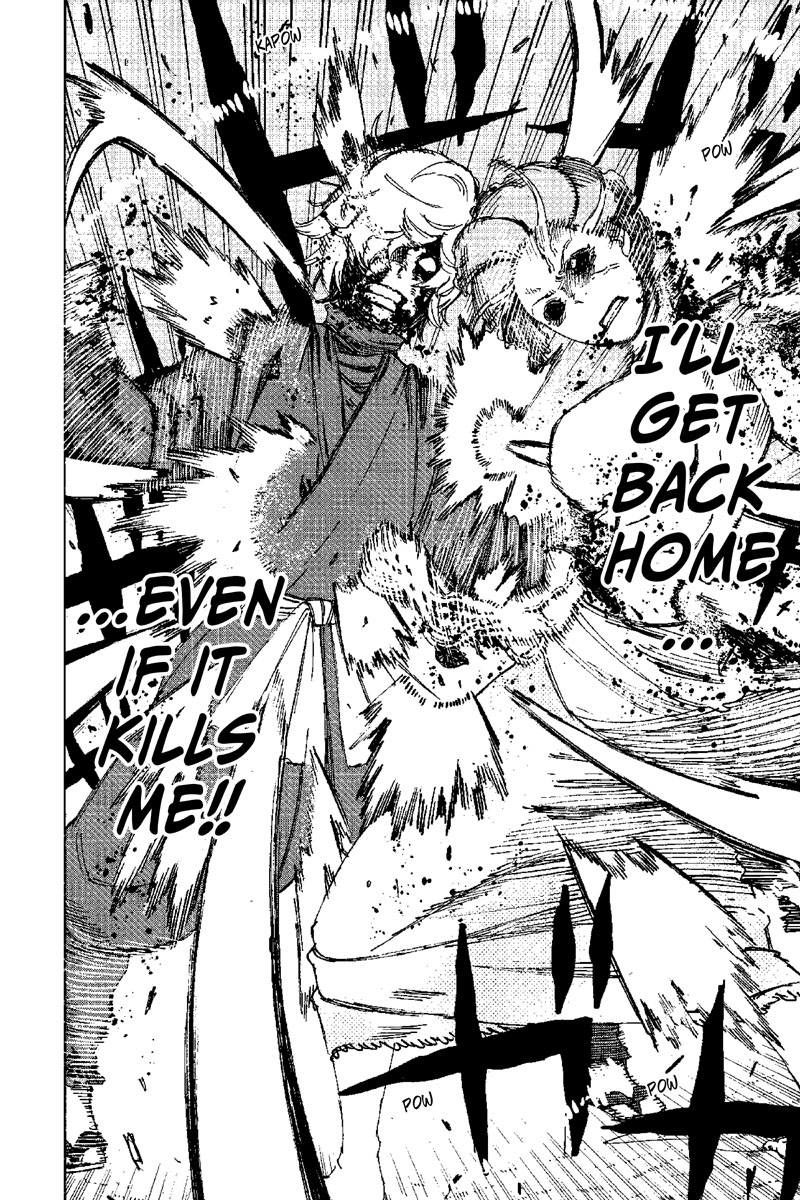 KAPOW
POW
I'LL
GET
BACK
HOME
...
...EVEN
IF IT
KILLS
ME!!
POW
POW